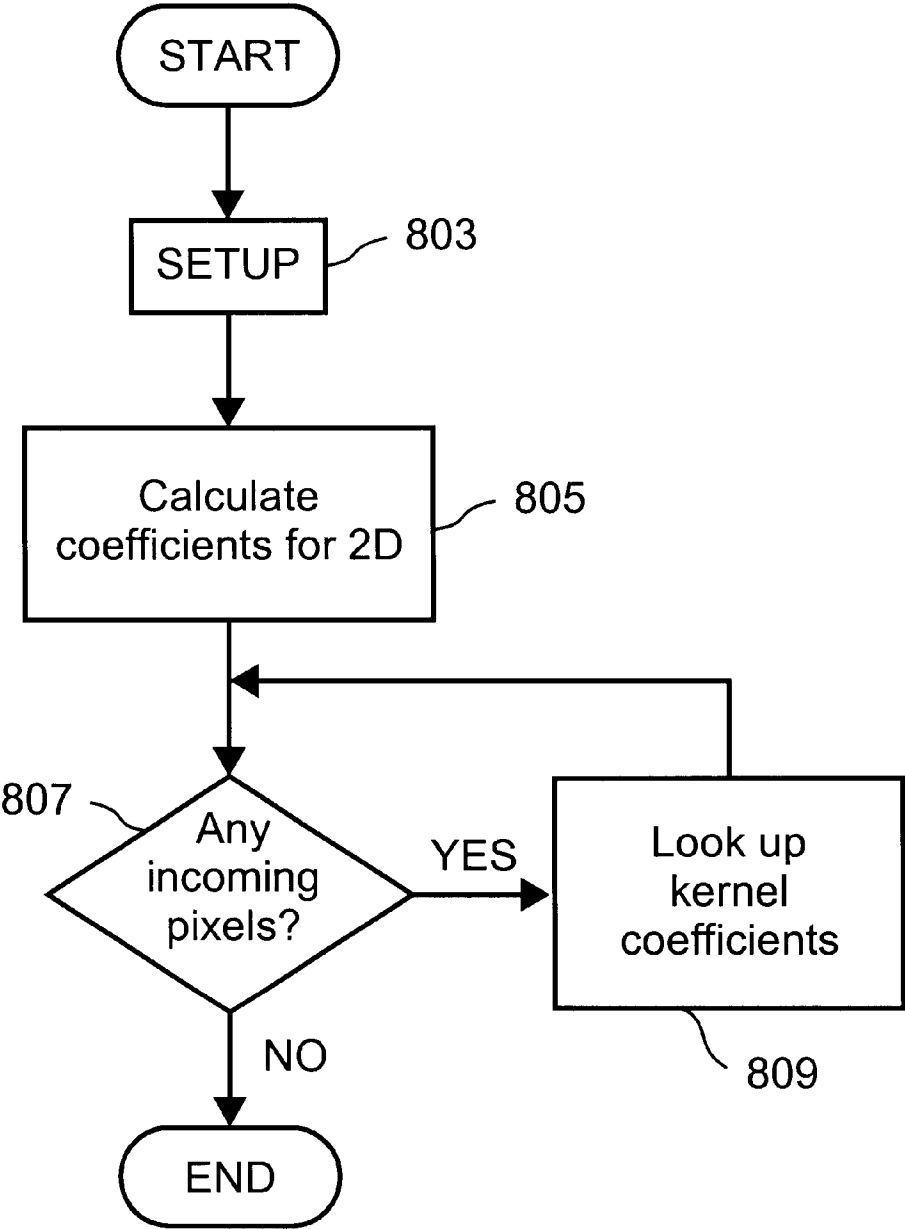 START
SETUP
803
Calculate
coefficients for 2D
805
807
Any
incoming
pixels?
YES
Look up
kernel
coefficients
809
NO
END